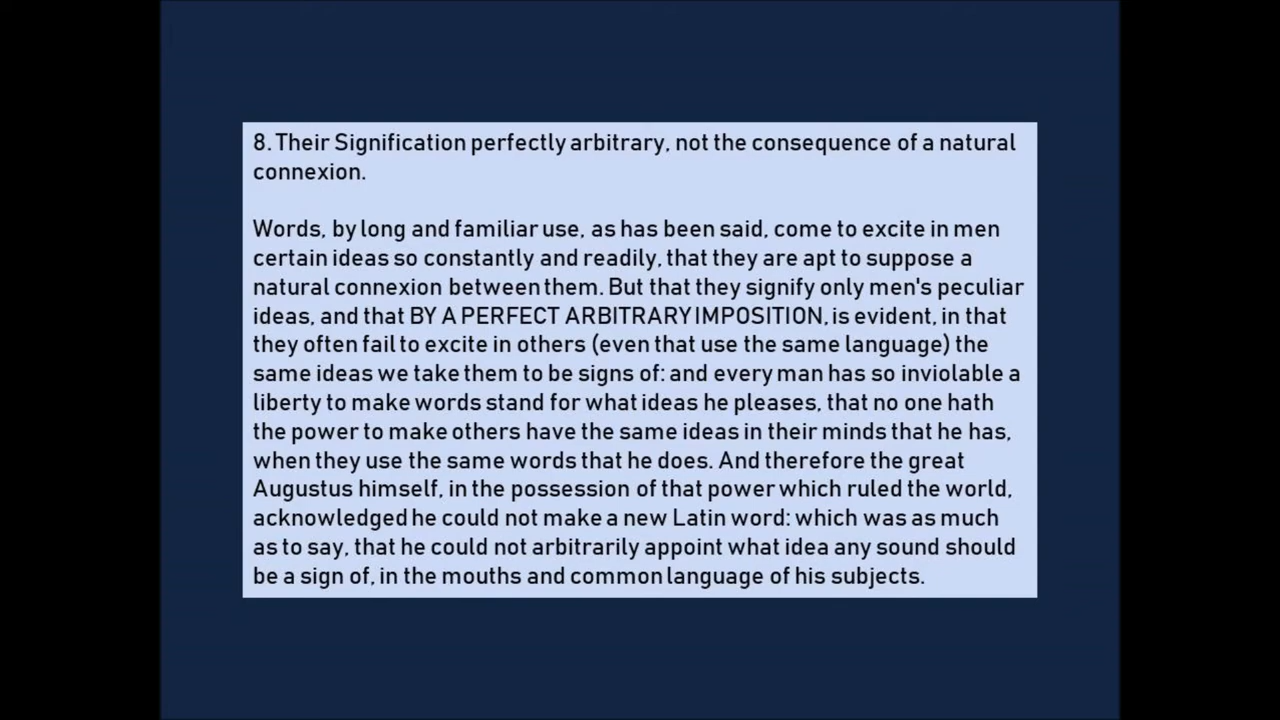 8. Their Signification perfectly arbitrary, not the consequence of a natural
connexion.
Words, by long and familiar use, as has been said, come to excite in men
certain ideas so constantly and readily, that they are apt to suppose a
natural connexion between them. But that they signify only men's peculiar
ideas, and that BY A PERFECT ARBITRARY IMPOSITION, is evident, in that
they often fail to excite in others (even that use the same language) the
same ideas we take them to be signs of: and every man has so inviolable a
liberty to make words stand for what ideas he pleases, that no one hath
the power to make others have the same ideas in their minds that he has,
when they use the same words that he does. And therefore the great
Augustus himself, in the possession of that power which ruled the world,
acknowledged he could not make a new Latin word: which was as much
as to say, that he could not arbitrarily appoint what idea any sound should
be a sign of, in the mouths and common language of his subjects.